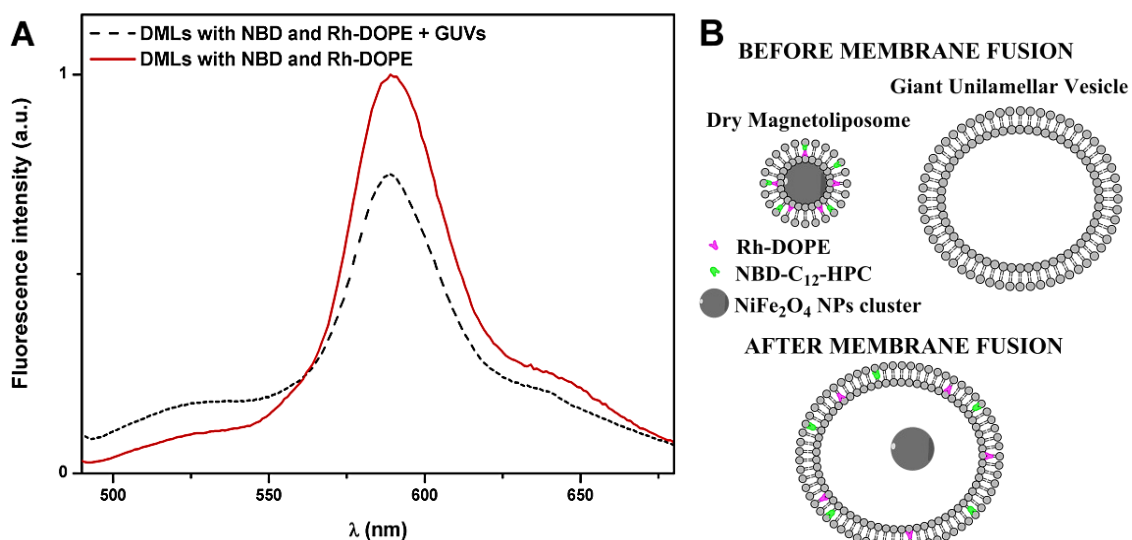 A
DMLs with NBD and Rh-DOPE + GUVs
DMLs with NBD and Rh-DOPE
Fluorescence intensity (a.u.)
1
0
500
550
600
650
λ (nm)
B
BEFORE MEMBRANE FUSION
Giant Unilamellar Vesicle
Dry Magnetoliposome
Rh-DOPE
NBD-C₁₂-HPC
NiFe₂O₄ NPs cluster
AFTER MEMBRANE FUSION